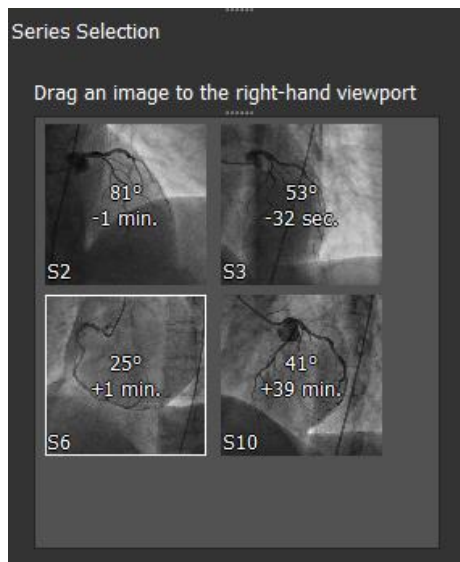 Series Selection
Drag an image to the right-hand viewport
81°
-1 min.
S2
53°
-32 sec.
S3
25°
+1 min.
S6
41°
+39 min.
S10